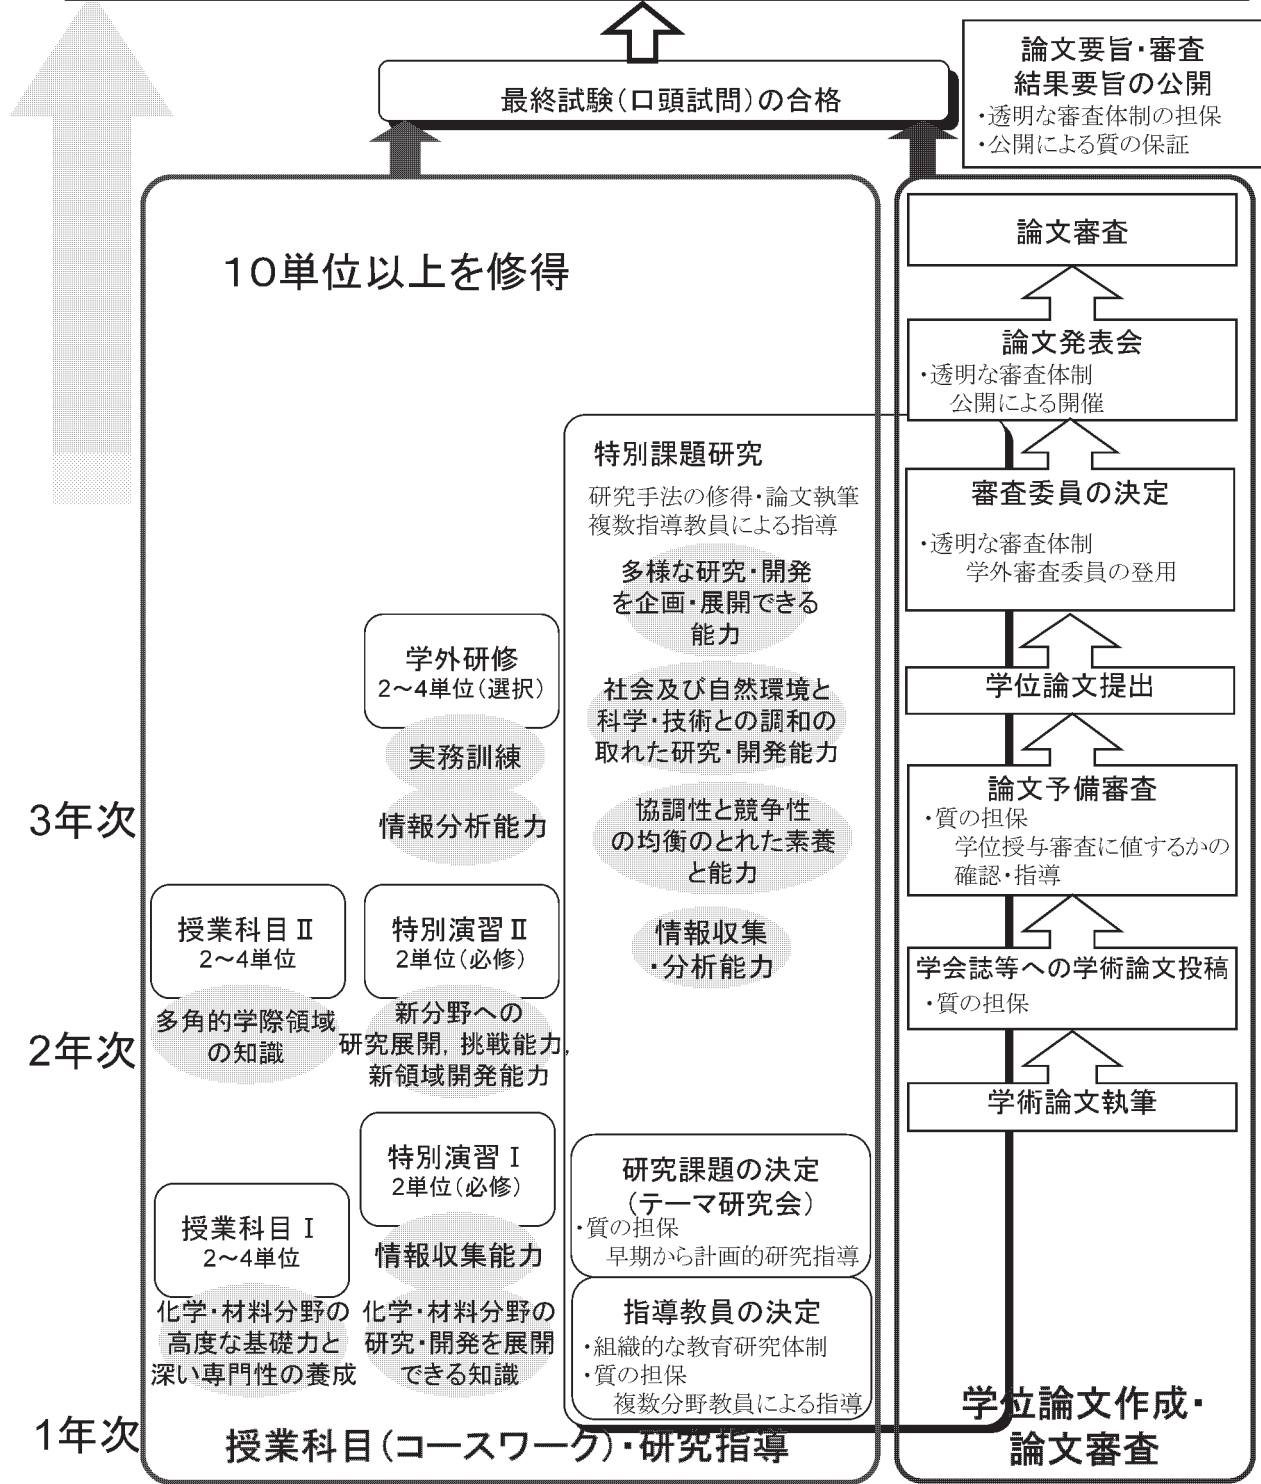 最終試験(口頭試問)の合格
論文要旨・審査
結果要旨の公開
・透明な審査体制の担保
・公開による質の保証
10単位以上を修得
論文審査
論文発表会
・透明な審査体制
公開による開催
審査委員の決定
・透明な審査体制
学外審査委員の登用
学位論文提出
論文予備審査
・質の担保
学位授与審査に値するかの
確認・指導
学会誌等への学術論文投稿
・質の担保
学術論文執筆
学位論文作成・
論文審査
特別課題研究
研究手法の修得・論文執筆
複数指導教員による指導
多様な研究・開発
を企画・展開できる
能力
社会及び自然環境と
科学・技術との調和の
取れた研究・開発能力
協調性と競争性
の均衡のとれた素養
と能力
情報収集
・分析能力
研究課題の決定
(テーマ研究会)
・質の担保
早期から計画的研究指導
指導教員の決定
・組織的な教育研究体制
・質の担保
複数分野教員による指導
学外研修
2～4単位(選択)
実務訓練
情報分析能力
3年次
授業科目Ⅱ
2～4単位
多角的学際領域
の知識
特別演習Ⅱ
2単位(必修)
新分野への
研究展開, 挑戦能力,
新領域開発能力
2年次
特別演習Ⅰ
2単位(必修)
情報収集能力
化学・材料分野の
研究・開発を展開
できる知識
授業科目Ⅰ
2～4単位
化学・材料分野の
高度な基礎力と
深い専門性の養成
1年次
授業科目(コースワーク)・研究指導